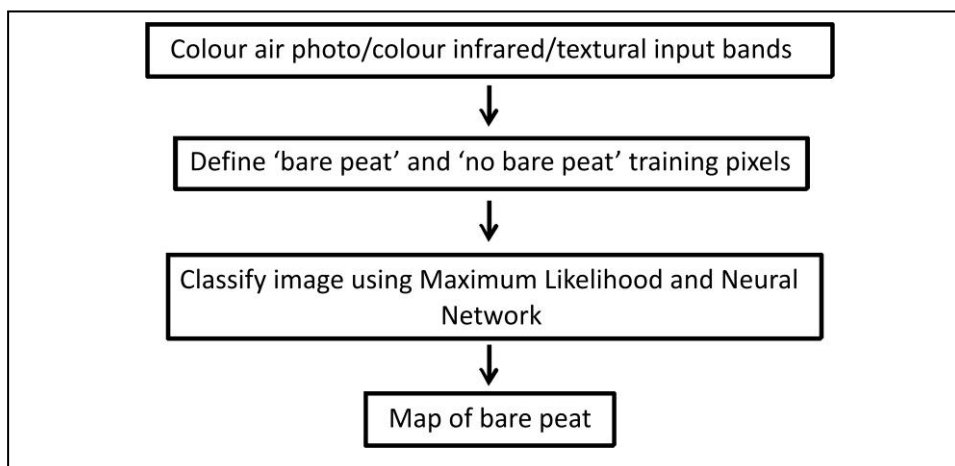 Colour air photo/colour infrared/textural input bands
Define ‘bare peat’ and ‘no bare peat’ training pixels
Classify image using Maximum Likelihood and Neural
Network
Map of bare peat